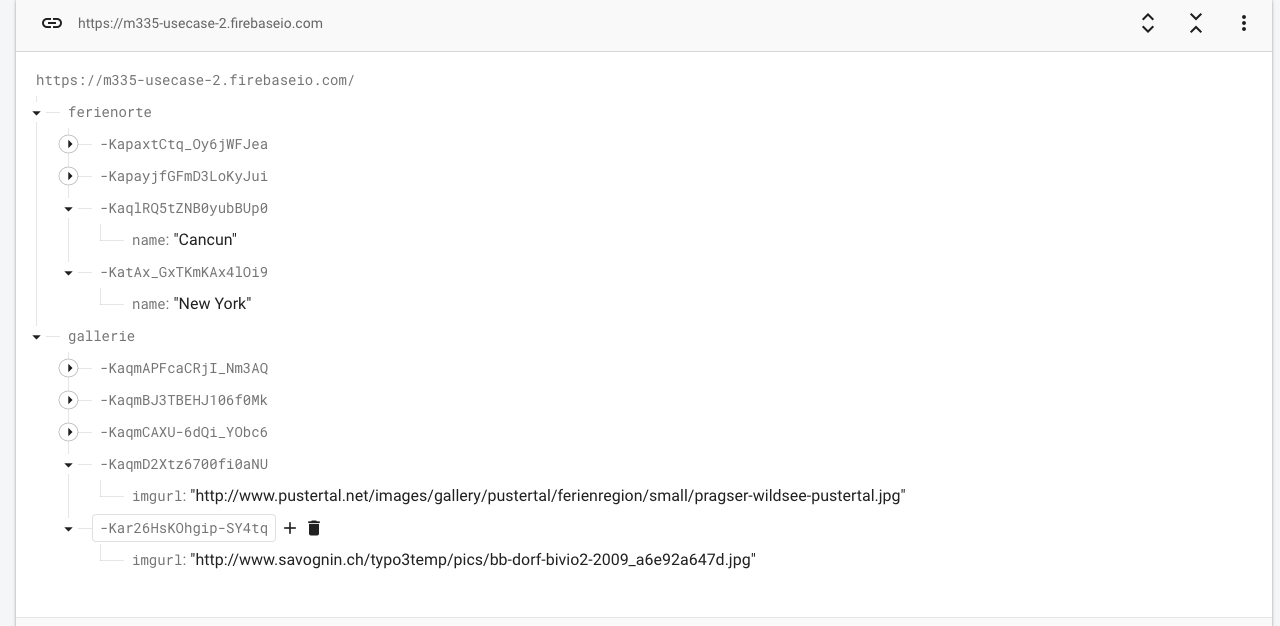 https://m335-usecase-2.firebaseio.com
https://m335-usecase-2.firebaseio.com/
ferienorte
-KapaxtCtq_Oy6jWFJea
-KapayjfGFmD3LoKyJui
-KaqlRQ5tZNB0yubBUp0
name: "Cancun"
-KatAx_GxTKmKAx4lOi9
name: "New York"
gallerie
-KaqmAPFcaCRjI_Nm3AQ
-KaqmBJ3TBEHJ106f0Mk
-KaqmCAXU-6dQi_YObc6
-KaqmD2Xtz6700fi0aNU
imgurl: "http://www.pustertal.net/images/gallery/pustertal/ferienregion/small/pragser-wildsee-pustertal.jpg"
-Kar26HsKOhgip-SY4tq
imgurl: "http://www.savognin.ch/typo3temp/pics/bb-dorf-bivio2-2009_a6e92a647d.jpg"